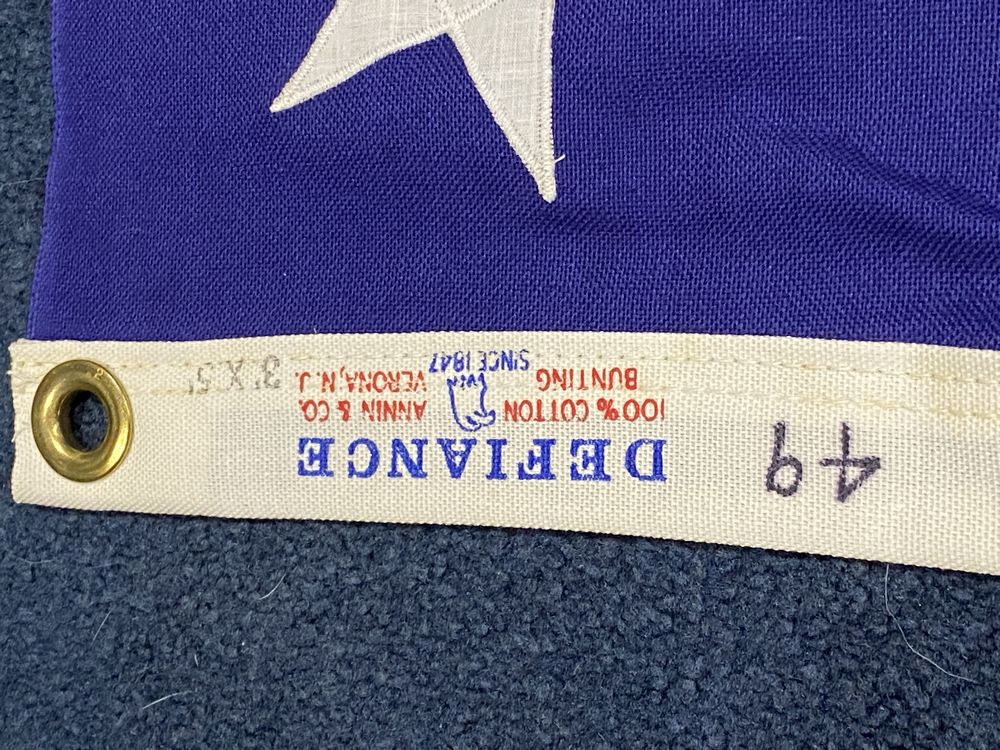 49
DEFIANCE
100% COTTON
BUNTING
ANNIN & CO.
VERONA, N. J.
SINCE 1847
3' X 5'